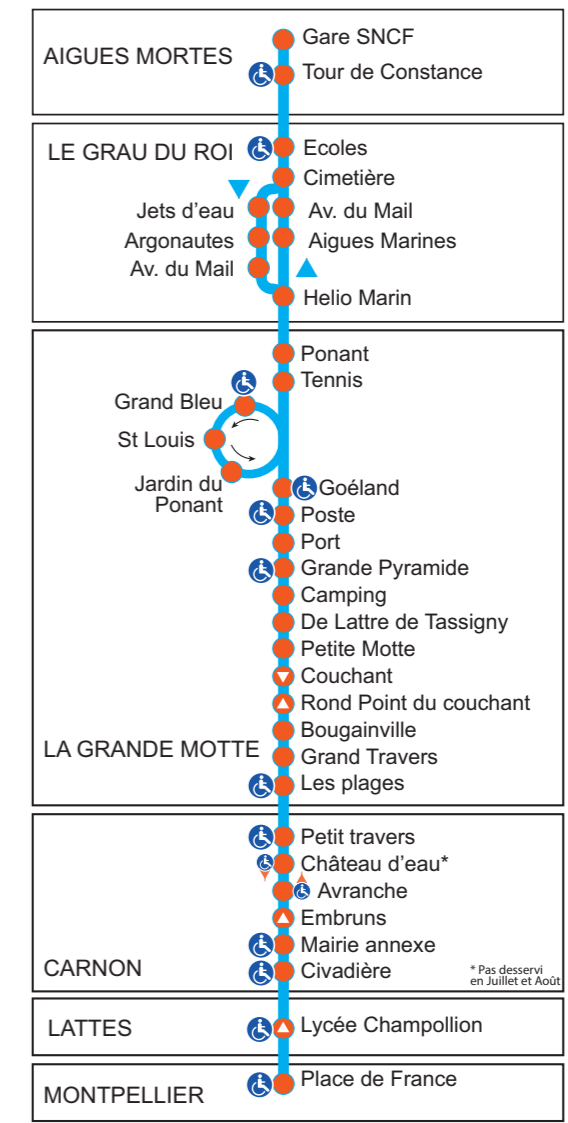 AIGUES MORTES
Gare SNCF
Tour de Constance
LE GRAU DU ROI
Ecoles
Cimetière
Jets d'eau
Av. du Mail
Argonautes
Aigues Marines
Av. du Mail
Helio Marin
Ponant
Tennis
Grand Bleu
St Louis
Jardin du
Ponant
Goéland
Poste
Port
Grande Pyramide
Camping
De Lattre de Tassigny
Petite Motte
Couchant
Rond Point du couchant
Bougainville
LA GRANDE MOTTE
Grand Travers
Les plages
Petit travers
Château d'eau*
Avranche
Embruns
Mairie annexe
CARNON
Civadière
* Pas desservi
en Juillet et Août
LATTES
Lycée Champollion
MONTPELLIER
Place de France